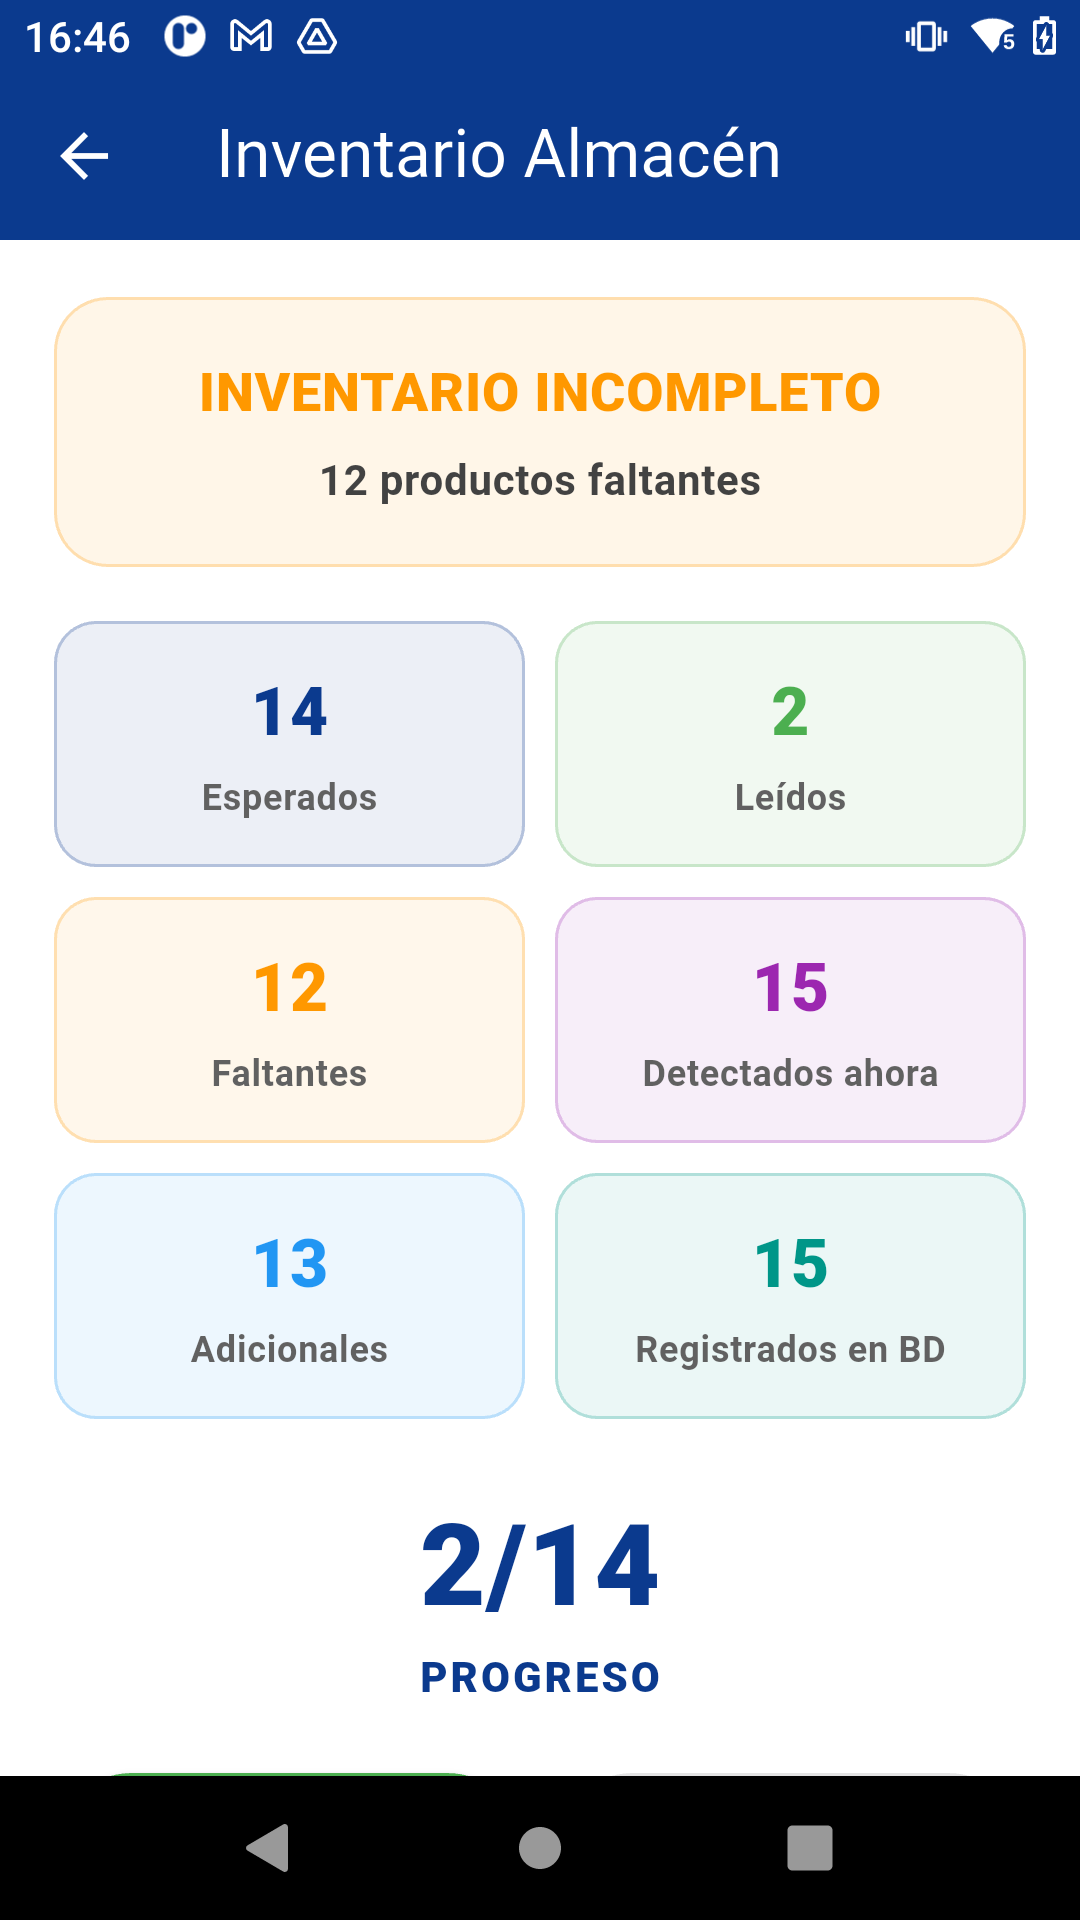 16:46
5
Inventario Almacén
INVENTARIO INCOMPLETO
12 productos faltantes
14
Esperados
2
Leídos
12
Faltantes
15
Detectados ahora
13
Adicionales
15
Registrados en BD
2/14
PROGRESO